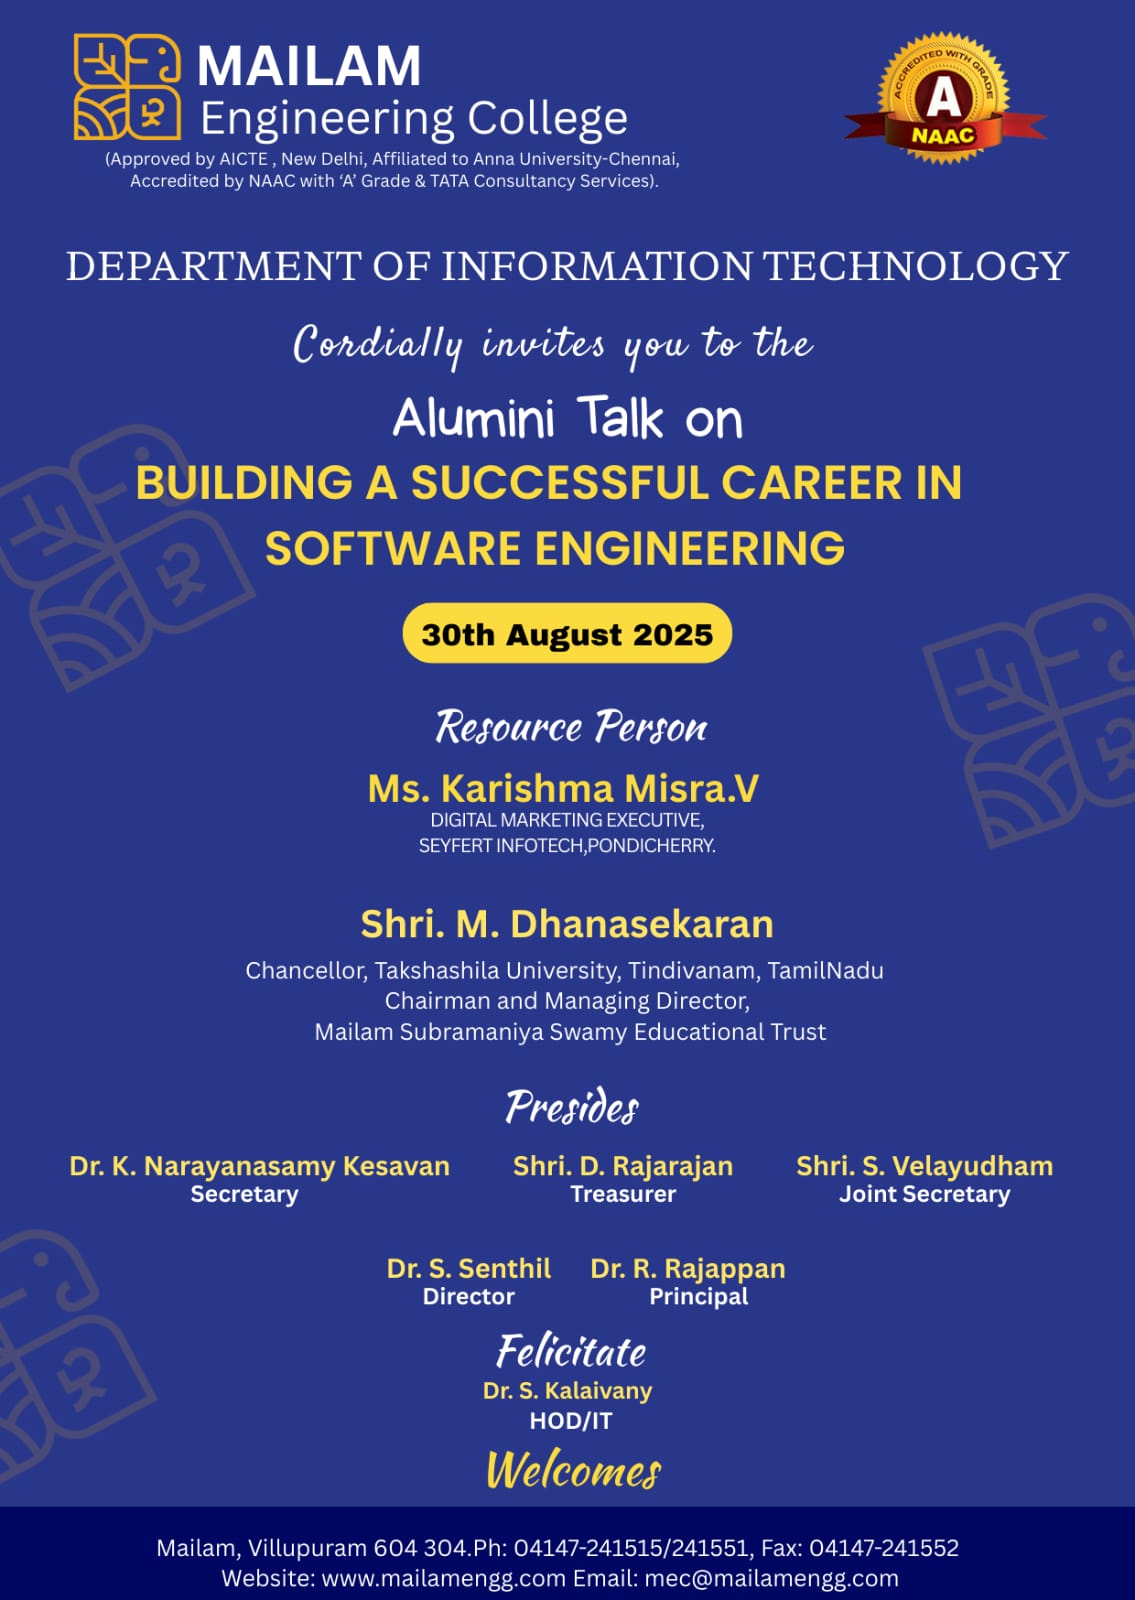 MAILAM
Engineering College
(Approved by AICTE , New Delhi, Affiliated to Anna University-Chennai,
Accredited by NAAC with ‘A’ Grade & TATA Consultancy Services).
ACCREDITED WITH GRADE
A
NAAC
DEPARTMENT OF INFORMATION TECHNOLOGY
Cordially invites you to the
Alumini Talk on
BUILDING A SUCCESSFUL CAREER IN
SOFTWARE ENGINEERING
30th August 2025
Resource Person
Ms. Karishma Misra.V
DIGITAL MARKETING EXECUTIVE,
SEYFERT INFOTECH,PONDICHERRY.
Shri. M. Dhanasekaran
Chancellor, Takshashila University, Tindivanam, TamilNadu
Chairman and Managing Director,
Mailam Subramaniya Swamy Educational Trust
Presides
Dr. K. Narayanasamy Kesavan Shri. D. Rajarajan Shri. S. Velayudham
Secretary Treasurer Joint Secretary
Dr. S. Senthil Dr. R. Rajappan
Director Principal
Felicitate
Dr. S. Kalaivany
HOD/IT
Welcomes
Mailam, Villupuram 604 304.Ph: 04147-241515/241551, Fax: 04147-241552
Website: www.mailamengg.com Email: mec@mailamengg.com